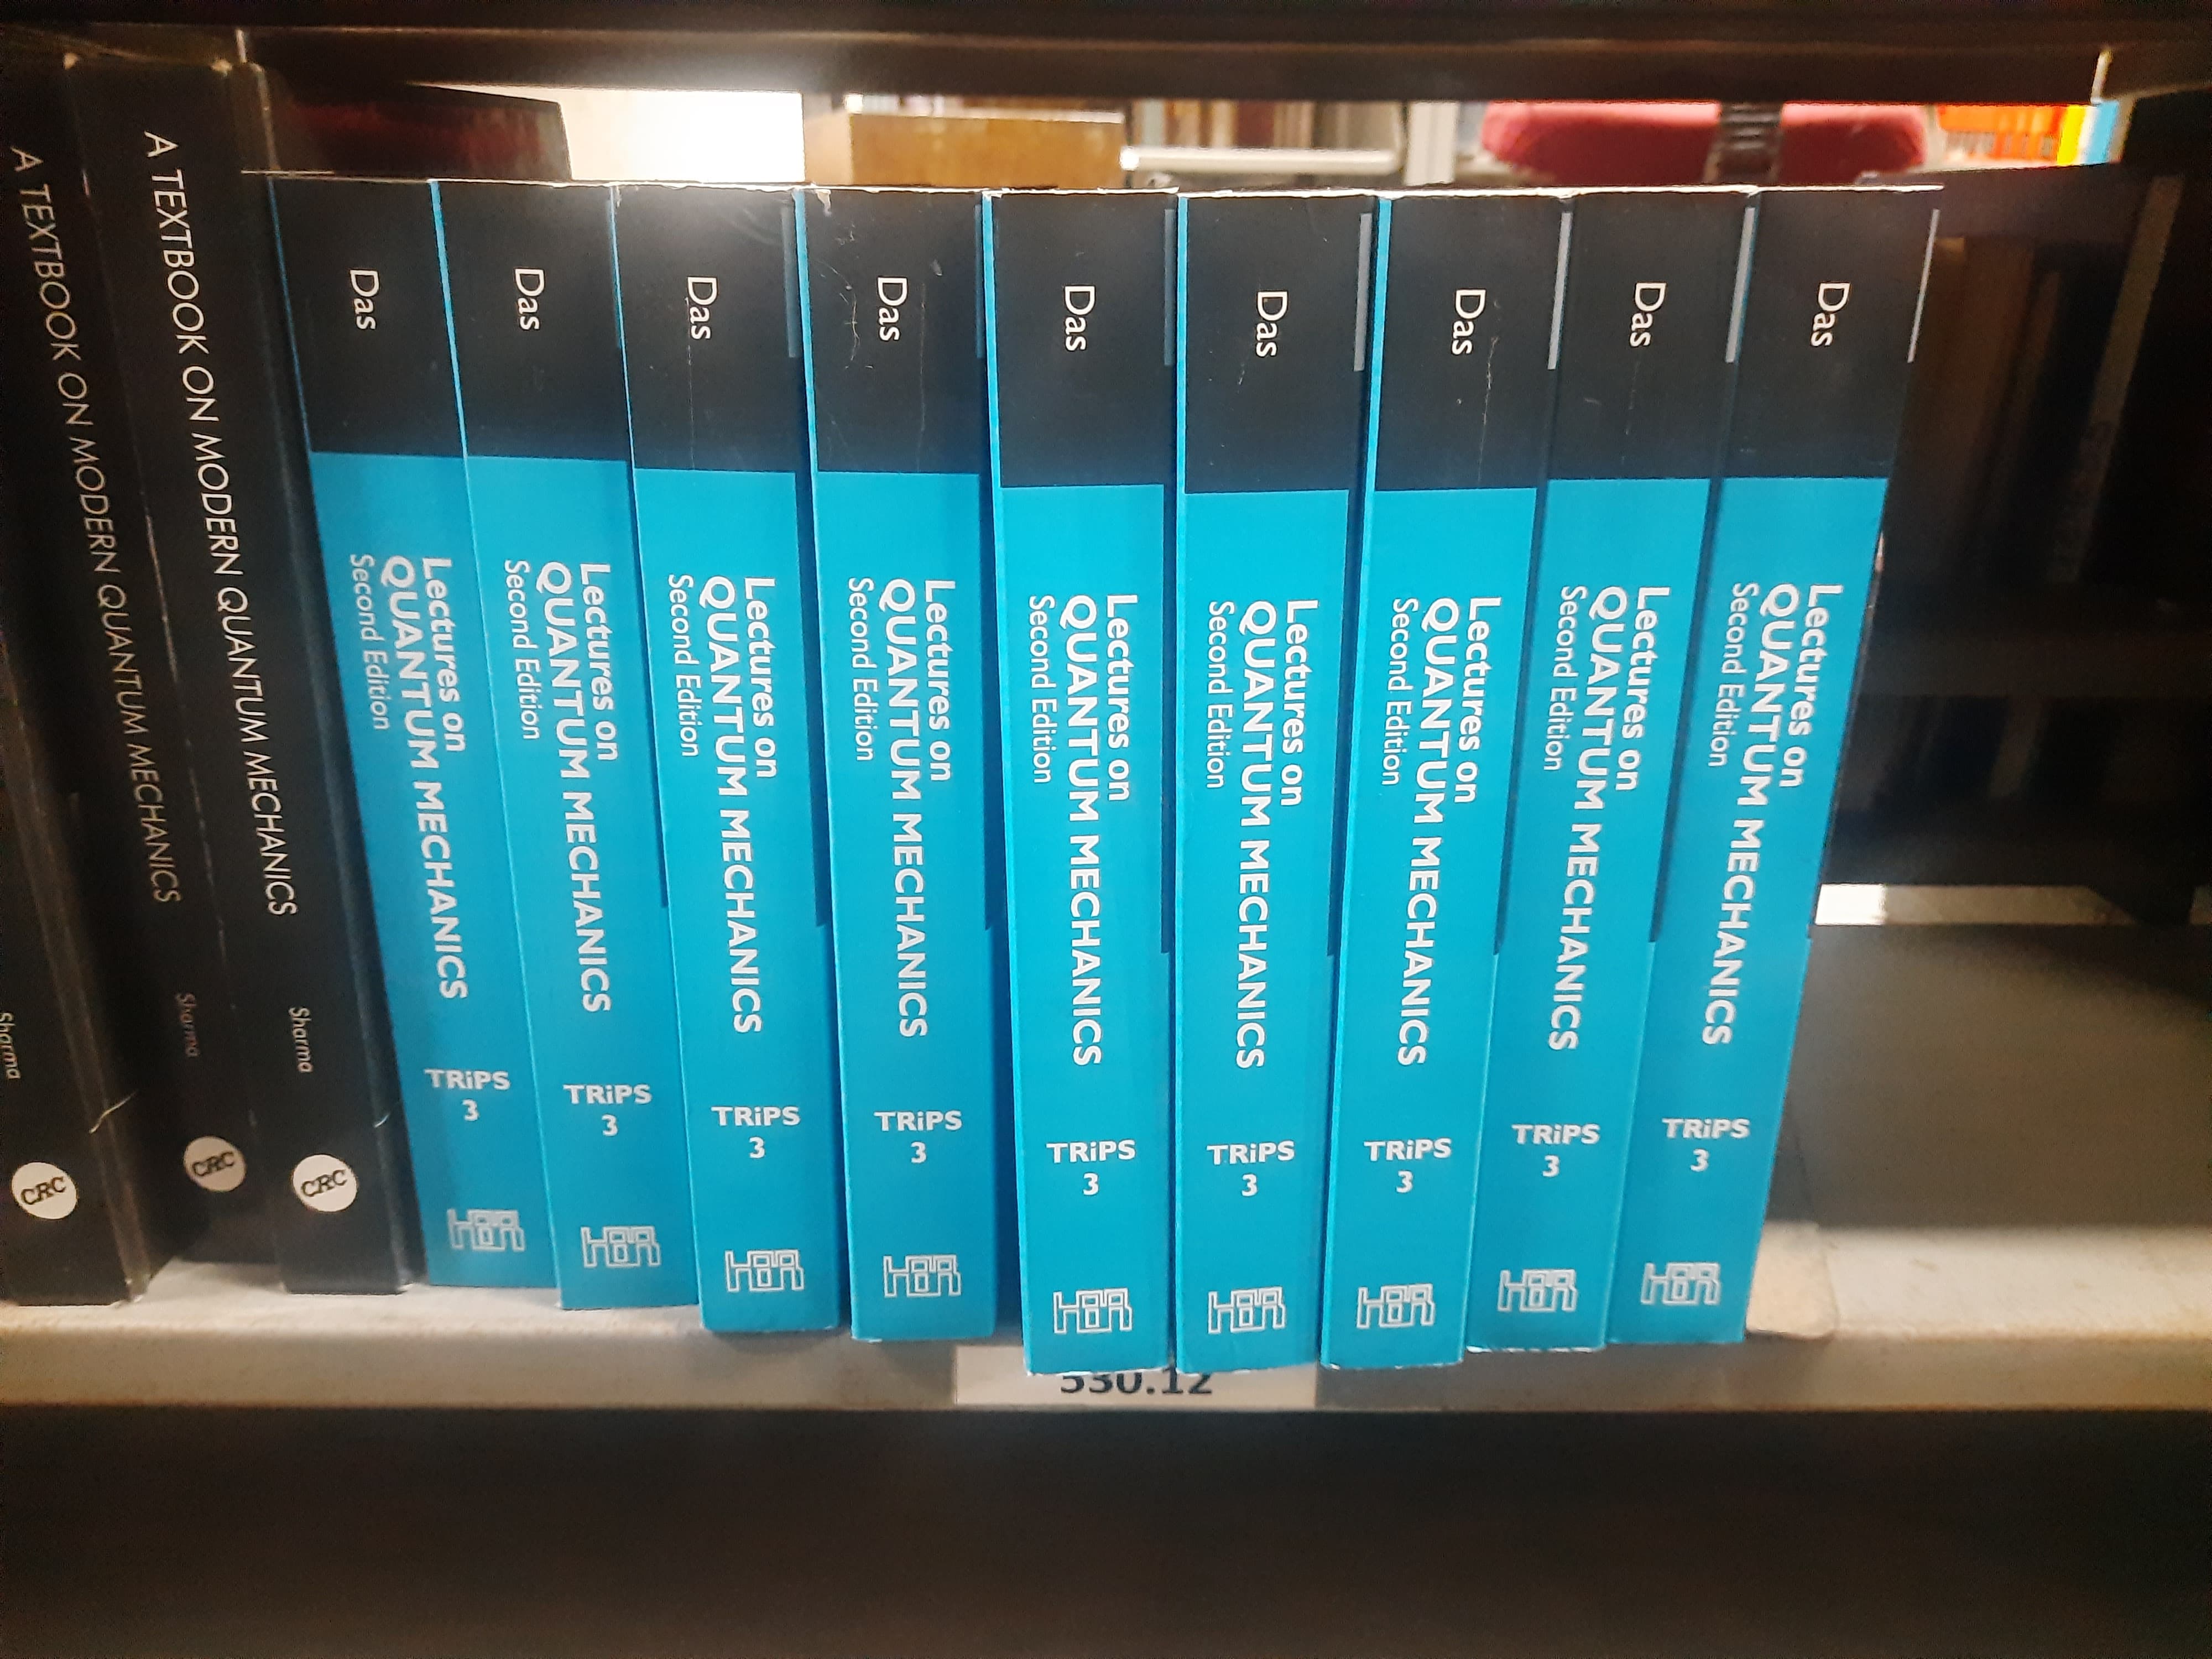 Sharma
CRC
A TEXTBOOK ON MODERN QUANTUM MECHANICS
Sharma
CRC
A TEXTBOOK ON MODERN QUANTUM MECHANICS
Sharma
CRC
Das
Lectures on
QUANTUM MECHANICS
Second Edition
TRiPS
3
Das
Lectures on
QUANTUM MECHANICS
Second Edition
TRiPS
3
Das
Lectures on
QUANTUM MECHANICS
Second Edition
TRiPS
3
Das
Lectures on
QUANTUM MECHANICS
Second Edition
TRiPS
3
Das
Lectures on
QUANTUM MECHANICS
Second Edition
TRiPS
3
Das
Lectures on
QUANTUM MECHANICS
Second Edition
TRiPS
3
Das
Lectures on
QUANTUM MECHANICS
Second Edition
TRiPS
3
Das
Lectures on
QUANTUM MECHANICS
Second Edition
TRiPS
3
Das
Lectures on
QUANTUM MECHANICS
Second Edition
TRiPS
3
530.12